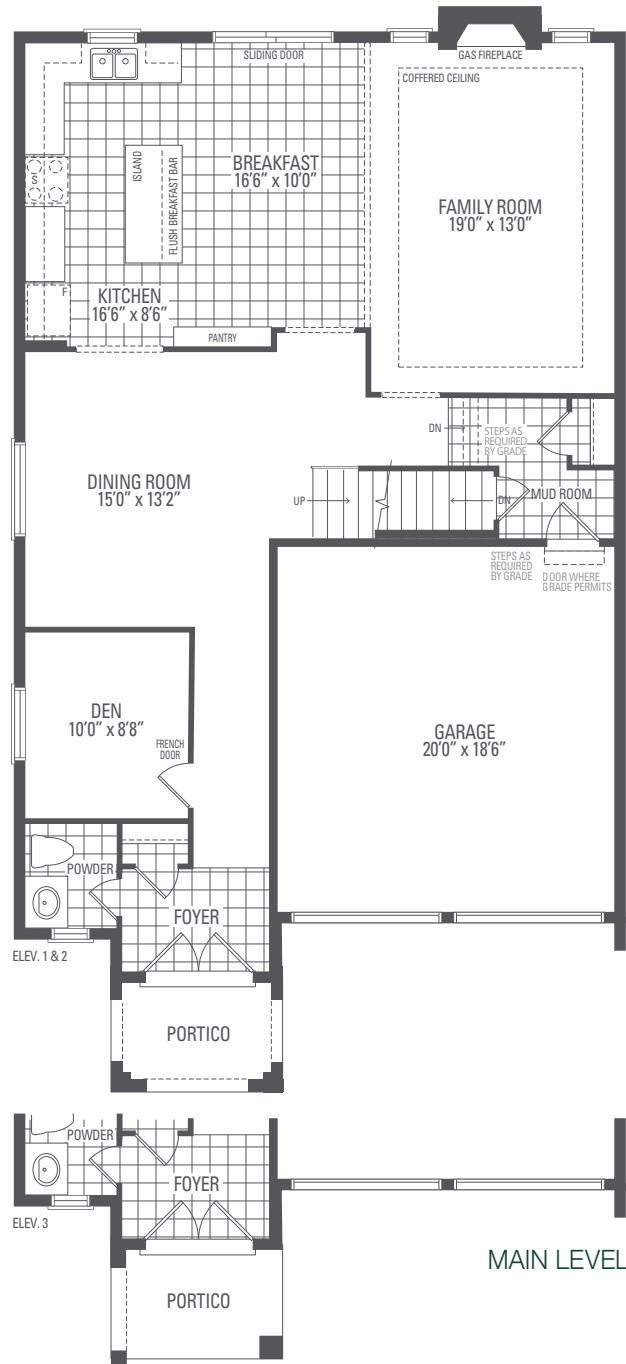 SLIDING DOOR
GAS FIREPLACE
COFFERED CEILING
BREAKFAST
16'6" x 10'0"
ISLAND
FLUSH BREAKFAST BAR
S
FAMILY ROOM
19'0" x 13'0"
F
KITCHEN
16'6" x 8'6"
PANTRY
DN
STEPS AS
REQUIRED
BY GRADE
DINING ROOM
15'0" x 13'2"
UP
DN
MUD ROOM
STEPS AS
REQUIRED
BY GRADE
DOOR WHERE
GRADE PERMITS
DEN
10'0" x 8'8"
FRENCH
DOOR
GARAGE
20'0" x 18'6"
POWDER
FOYER
ELEV. 1 & 2
PORTICO
POWDER
FOYER
ELEV. 3
MAIN LEVEL
PORTICO